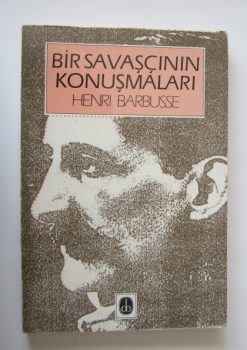 BİR SAVAŞÇININ
KONUŞMALARI
HENRI BARBUSSE